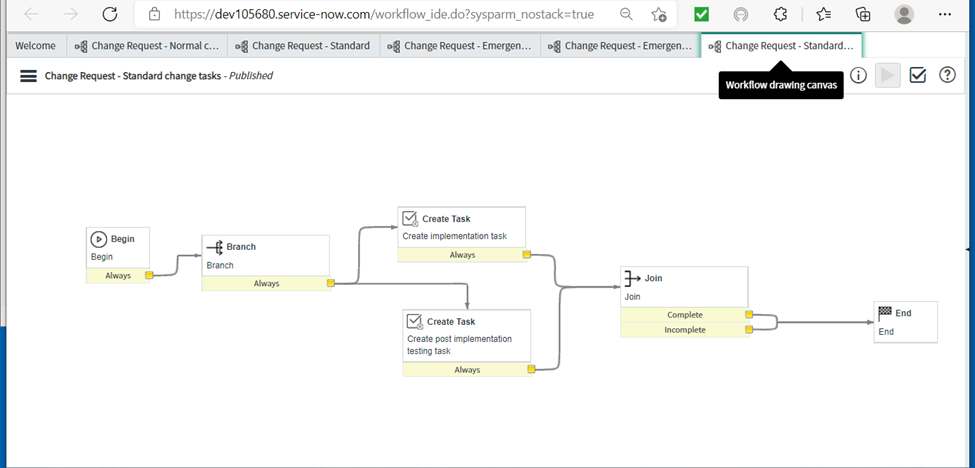 https://dev105680.service-now.com/workflow_ide.do?sysparm_nostack=true
Welcome
Change Request - Normal c...
Change Request - Standard
Change Request - Emergen...
Change Request - Emergen...
Change Request - Standard...
Change Request - Standard change tasks - Published
Workflow drawing canvas
Begin
Begin
Always
Branch
Branch
Always
Create Task
Create implementation task
Always
Create Task
Create post implementation
testing task
Always
Join
Join
Complete
Incomplete
End
End